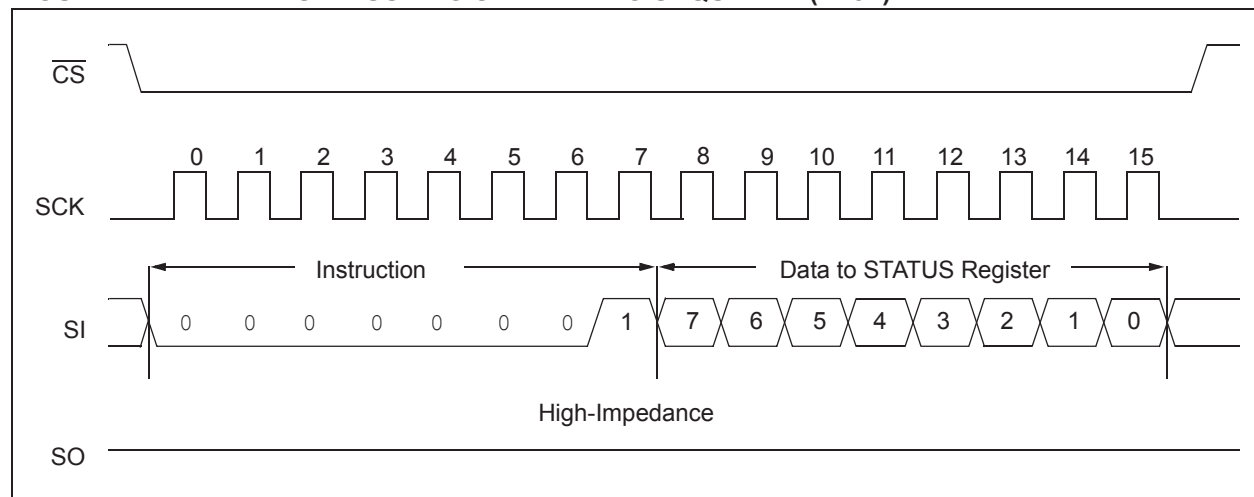 CS
0 1 2 3 4 5 6 7 8 9 10 11 12 13 14 15
SCK
Instruction
Data to STATUS Register
SI
0 0 0 0 0 0 0 1 7 6 5 4 3 2 1 0
High-Impedance
SO